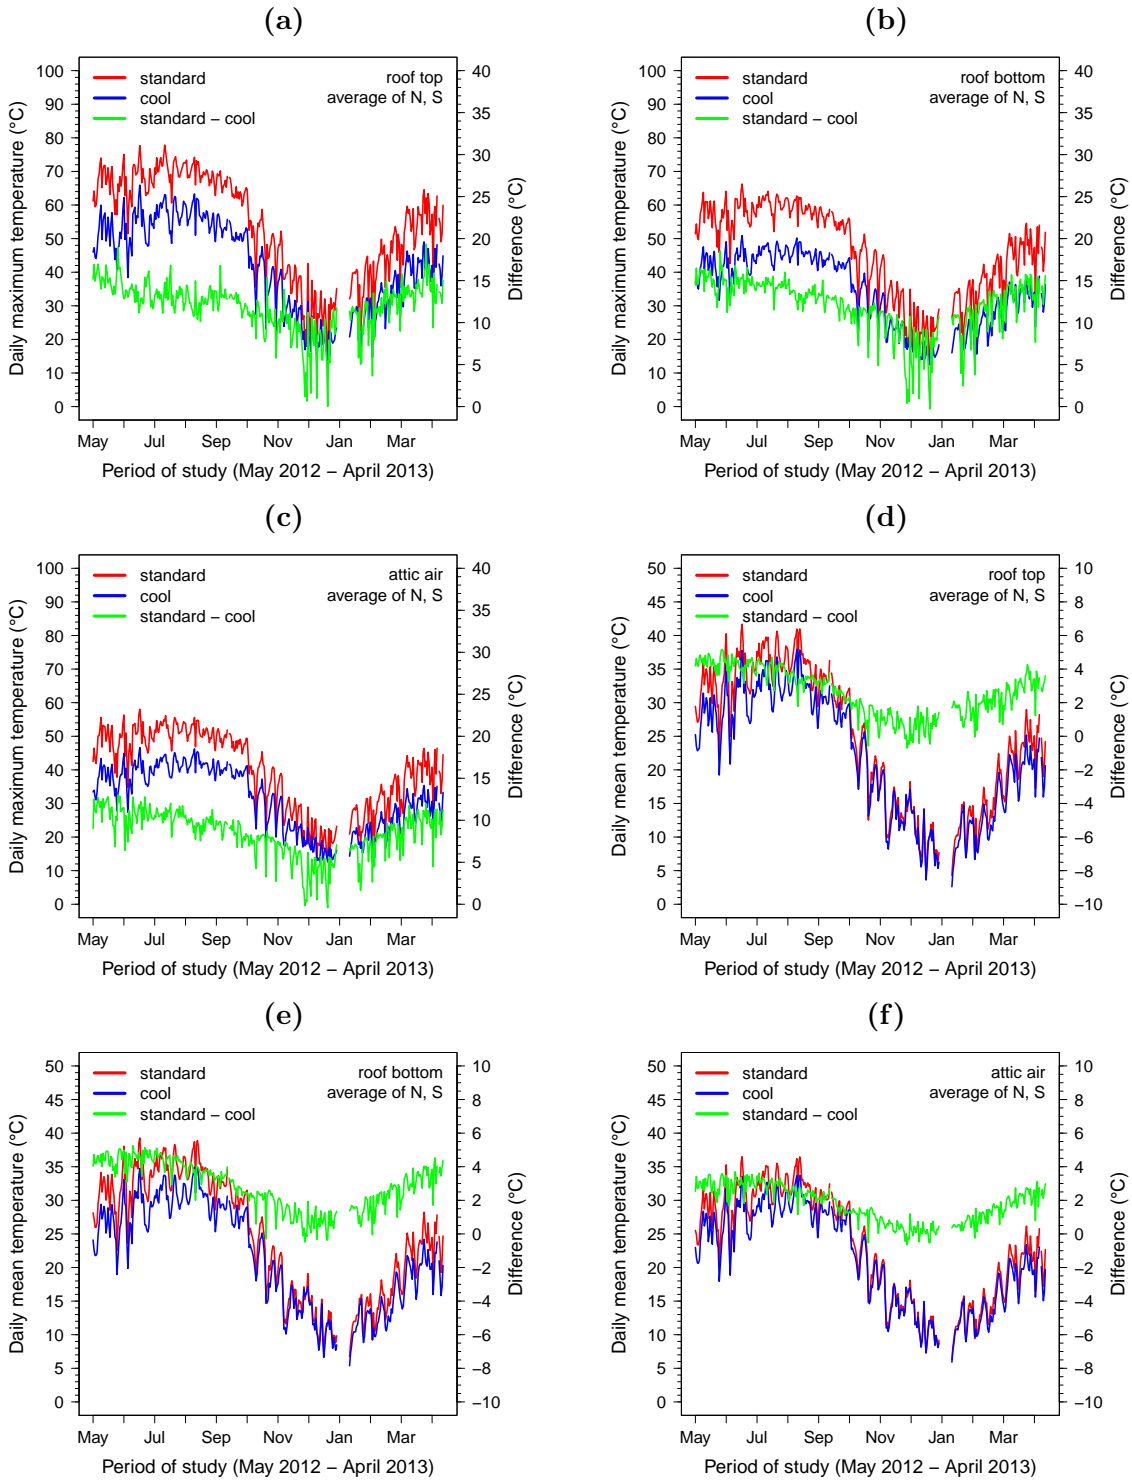 (a)
standard
cool
standard – cool
roof top
average of N, S
100
90
80
70
60
50
40
30
20
10
0
40
35
30
25
20
15
10
5
0
Daily maximum temperature (°C)
Difference (°C)
May Jul Sep Nov Jan Mar
Period of study (May 2012 – April 2013)
(b)
standard
cool
standard – cool
roof bottom
average of N, S
100
90
80
70
60
50
40
30
20
10
0
40
35
30
25
20
15
10
5
0
Daily maximum temperature (°C)
Difference (°C)
May Jul Sep Nov Jan Mar
Period of study (May 2012 – April 2013)
(c)
standard
cool
standard – cool
attic air
average of N, S
100
90
80
70
60
50
40
30
20
10
0
40
35
30
25
20
15
10
5
0
Daily maximum temperature (°C)
Difference (°C)
May Jul Sep Nov Jan Mar
Period of study (May 2012 – April 2013)
(d)
standard
cool
standard – cool
roof top
average of N, S
50
45
40
35
30
25
20
15
10
5
0
10
8
6
4
2
0
−2
−4
−6
−8
−10
Daily mean temperature (°C)
Difference (°C)
May Jul Sep Nov Jan Mar
Period of study (May 2012 – April 2013)
(e)
standard
cool
standard – cool
roof bottom
average of N, S
50
45
40
35
30
25
20
15
10
5
0
10
8
6
4
2
0
−2
−4
−6
−8
−10
Daily mean temperature (°C)
Difference (°C)
May Jul Sep Nov Jan Mar
Period of study (May 2012 – April 2013)
(f)
standard
cool
standard – cool
attic air
average of N, S
50
45
40
35
30
25
20
15
10
5
0
10
8
6
4
2
0
−2
−4
−6
−8
−10
Daily mean temperature (°C)
Difference (°C)
May Jul Sep Nov Jan Mar
Period of study (May 2012 – April 2013)